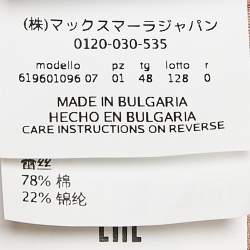 (株)マックスマーラジャパン
0120-030-535
modello pz tg lotto r
619601096 07 01 48 128 0
MADE IN BULGARIA
HECHO EN BULGARIA
CARE INSTRUCTIONS ON REVERSE
蕾丝
78% 棉
22% 锦纶